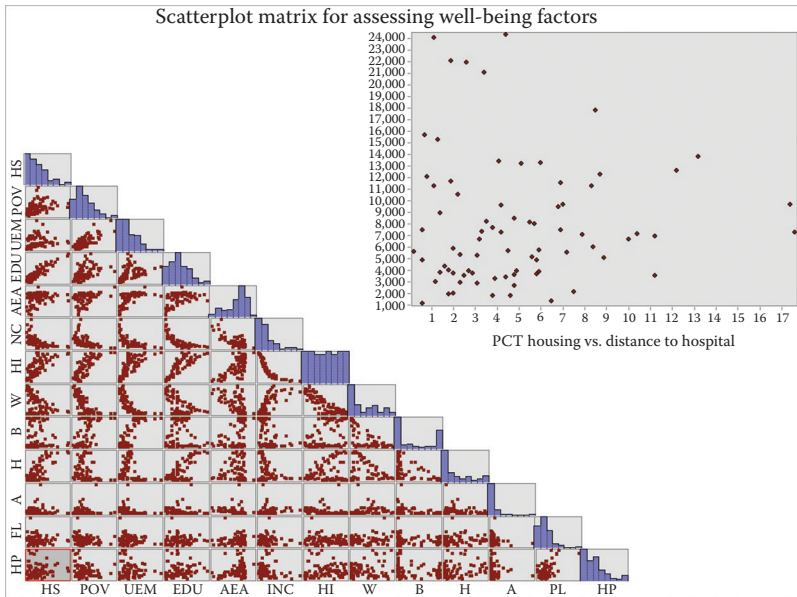 Scatterplot matrix for assessing well-being factors
24,000
23,000
22,000
21,000
20,000
19,000
18,000
17,000
16,000
15,000
14,000
13,000
12,000
11,000
10,000
9,000
8,000
7,000
6,000
5,000
4,000
3,000
2,000
1,000
1 2 3 4 5 6 7 8 9 10 11 12 13 14 15 16 17
PCT housing vs. distance to hospital
HS
POV
UEM
EDU
AEA
NC
HI
W
B
H
A
FL
HP
HS POV UEM EDU AEA INC HI W B H A PL HP